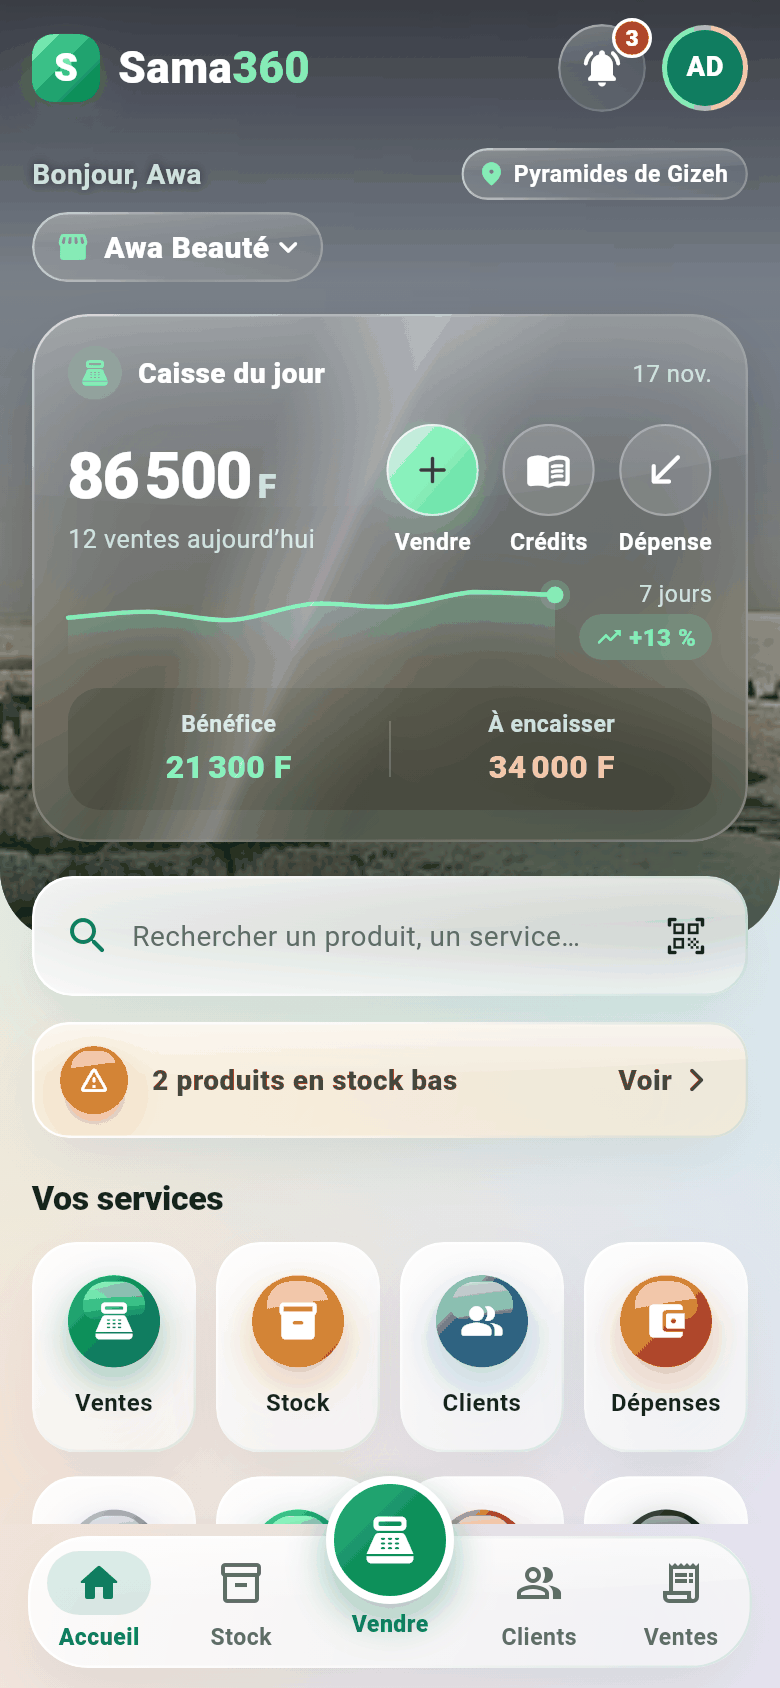 S Sama360
3
AD
Bonjour, Awa
Pyramides de Gizeh
Awa Beauté
Caisse du jour
17 nov.
86 500 F
12 ventes aujourd’hui
Vendre
Crédits
Dépense
7 jours
+13 %
Bénéfice
21 300 F
À encaisser
34 000 F
Rechercher un produit, un service…
2 produits en stock bas
Voir
Vos services
Ventes
Stock
Clients
Dépenses
Accueil
Stock
Vendre
Clients
Ventes